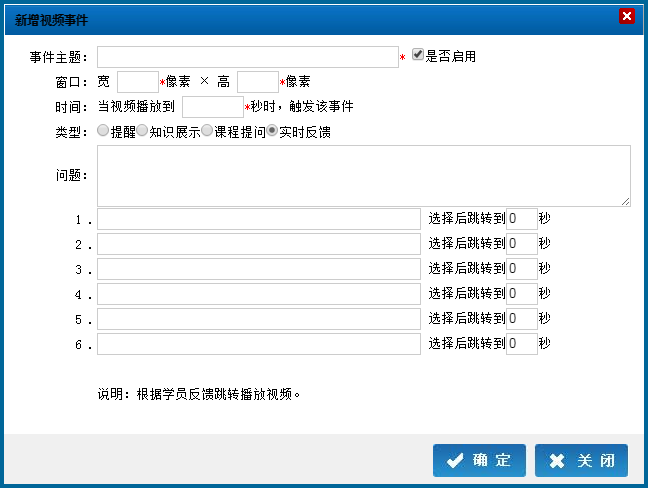 新增视频事件
事件主题： * 是否启用
窗口： 宽 *像素 × 高 *像素
时间： 当视频播放到 *秒时，触发该事件
类型： 提醒 知识展示 课程提问 实时反馈
问题：
1． 选择后跳转到 0 秒
2． 选择后跳转到 0 秒
3． 选择后跳转到 0 秒
4． 选择后跳转到 0 秒
5． 选择后跳转到 0 秒
6． 选择后跳转到 0 秒
说明：根据学员反馈跳转播放视频。
确定 关闭